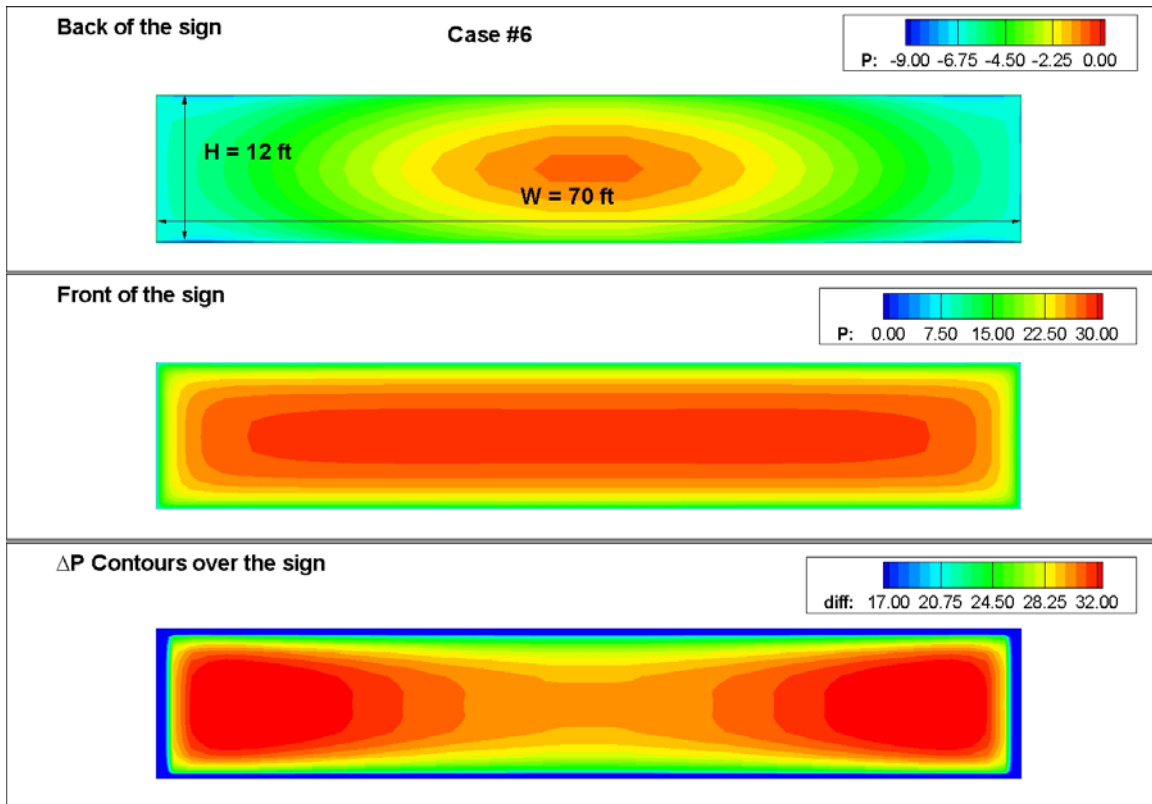 Back of the sign
Case #6
P: -9.00 -6.75 -4.50 -2.25 0.00
H = 12 ft
W = 70 ft
Front of the sign
P: 0.00 7.50 15.00 22.50 30.00
ΔP Contours over the sign
diff: 17.00 20.75 24.50 28.25 32.00